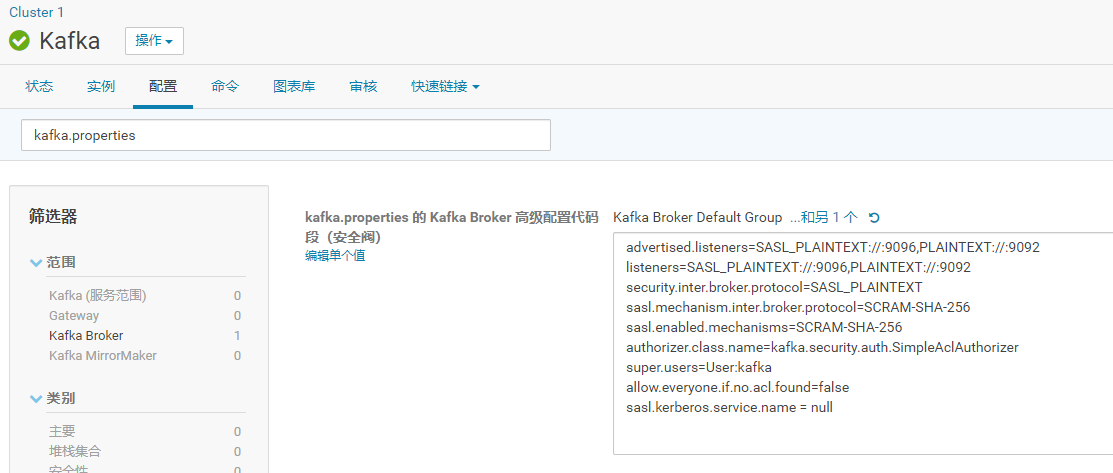 Cluster 1
Kafka 操作
状态 实例 配置 命令 图表库 审核 快速链接
kafka.properties
筛选器
范围
Kafka (服务范围) 0
Gateway 0
Kafka Broker 1
Kafka MirrorMaker 0
类别
主要 0
堆栈集合 0
安全性 0
kafka.properties 的 Kafka Broker 高级配置代码
段（安全阀）
编辑单个值
Kafka Broker Default Group ...和另 1 个
advertised.listeners=SASL_PLAINTEXT://:9096,PLAINTEXT://:9092
listeners=SASL_PLAINTEXT://:9096,PLAINTEXT://:9092
security.inter.broker.protocol=SASL_PLAINTEXT
sasl.mechanism.inter.broker.protocol=SCRAM-SHA-256
sasl.enabled.mechanisms=SCRAM-SHA-256
authorizer.class.name=kafka.security.auth.SimpleAclAuthorizer
super.users=User:kafka
allow.everyone.if.no.acl.found=false
sasl.kerberos.service.name = null